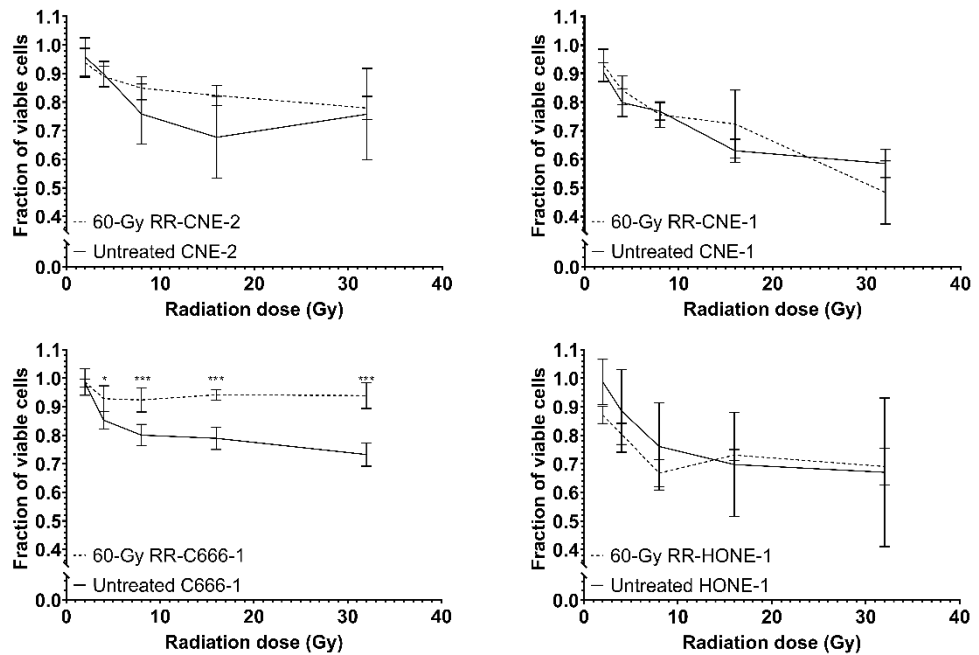 Fraction of viable cells
1.1
1.0
0.9
0.8
0.7
0.6
0.5
0.4
0.0
60-Gy RR-CNE-2
Untreated CNE-2
0 10 20 30 40
Radiation dose (Gy)
Fraction of viable cells
1.1
1.0
0.9
0.8
0.7
0.6
0.5
0.4
0.0
60-Gy RR-CNE-1
Untreated CNE-1
0 10 20 30 40
Radiation dose (Gy)
Fraction of viable cells
1.1
1.0
0.9
0.8
0.7
0.6
0.5
0.4
0.0
* *** *** ***
60-Gy RR-C666-1
Untreated C666-1
0 10 20 30 40
Radiation dose (Gy)
Fraction of viable cells
1.1
1.0
0.9
0.8
0.7
0.6
0.5
0.4
0.0
60-Gy RR-HONE-1
Untreated HONE-1
0 10 20 30 40
Radiation dose (Gy)